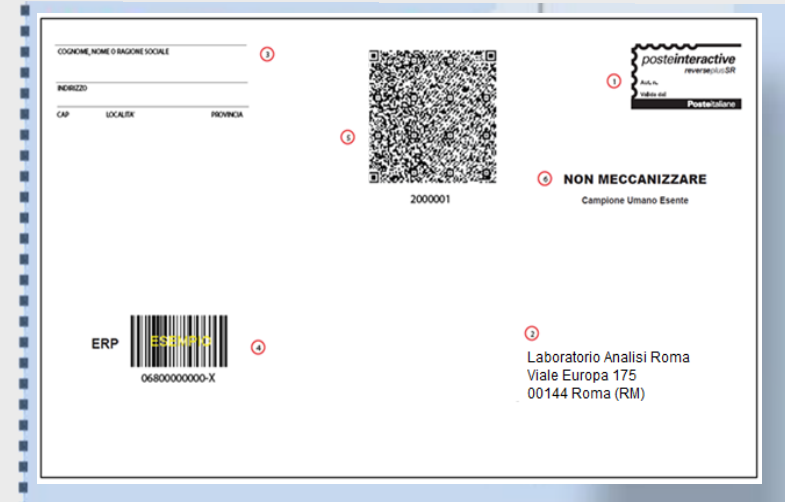 COGNOME, NOME O RAGIONE SOCIALE
3
INDIRIZZO
CAP LOCALITA' PROVINCIA
5
2000001
1
posteinteractive
reverseplusSR
Aut. n.
Valida dal
Posteitaliane
6 NON MECCANIZZARE
Campione Umano Esente
ERP
ESEMPIO
06800000000-X
4
2
Laboratorio Analisi Roma
Viale Europa 175
00144 Roma (RM)